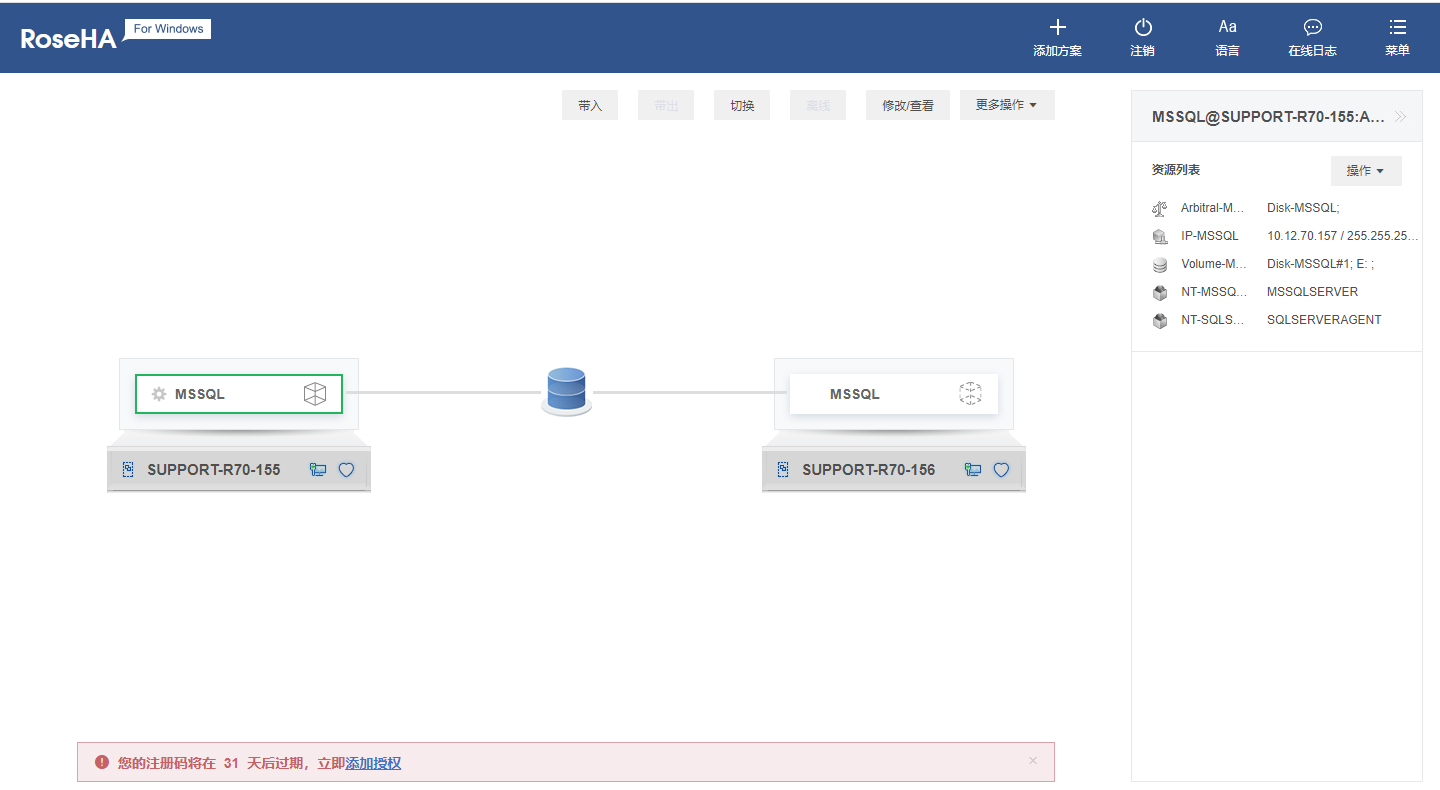 RoseHA For Windows
添加方案 注销 Aa 语言 在线日志 菜单
带入 带出 切换 离线 修改/查看 更多操作
MSSQL@SUPPORT-R70-155:A...
资源列表 操作
Arbitral-M... Disk-MSSQL;
IP-MSSQL 10.12.70.157 / 255.255.25...
Volume-M... Disk-MSSQL#1; E: ;
NT-MSSQ... MSSQLSERVER
NT-SQLS... SQLSERVERAGENT
MSSQL MSSQL
SUPPORT-R70-155 SUPPORT-R70-156
您的注册码将在 31 天后过期，立即添加授权